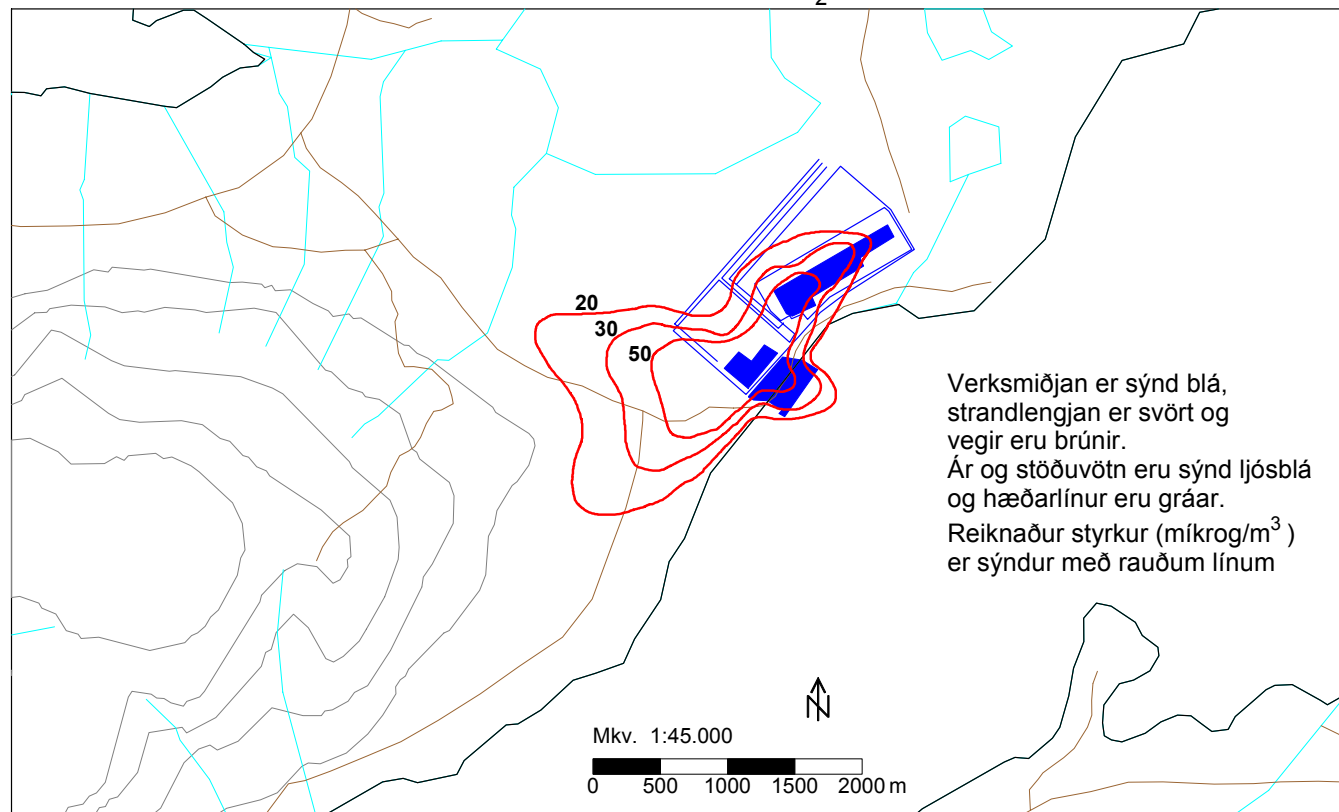 2
20
30
50
Verksmiðjan er sýnd blá,
strandlengjan er svört og
vegir eru brúnir.
Ár og stöðuvötn eru sýnd ljósblá
og hæðarlínur eru gráar.
Reiknaður styrkur (míkrog/m³ )
er sýndur með rauðum línum
N
Mkv. 1:45.000
0 500 1000 1500 2000 m